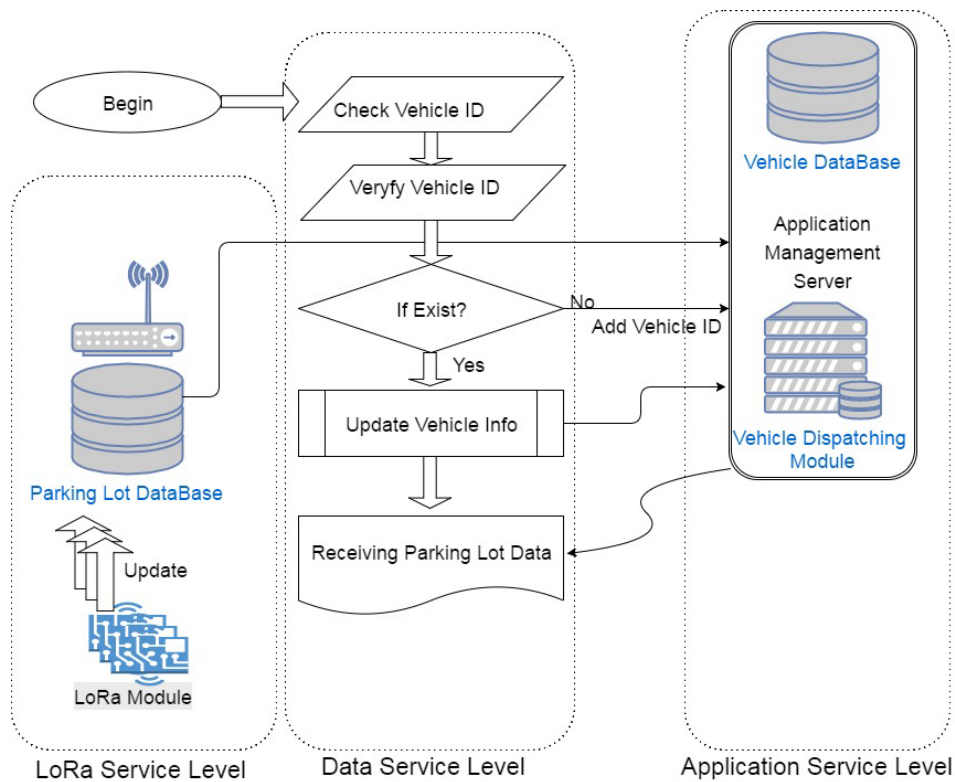 Begin
Check Vehicle ID
Veryfy Vehicle ID
If Exist?
No
Add Vehicle ID
Yes
Update Vehicle Info
Receiving Parking Lot Data
Parking Lot DataBase
Update
LoRa Module
Vehicle DataBase
Application
Management
Server
Vehicle Dispatching
Module
LoRa Service Level
Data Service Level
Application Service Level